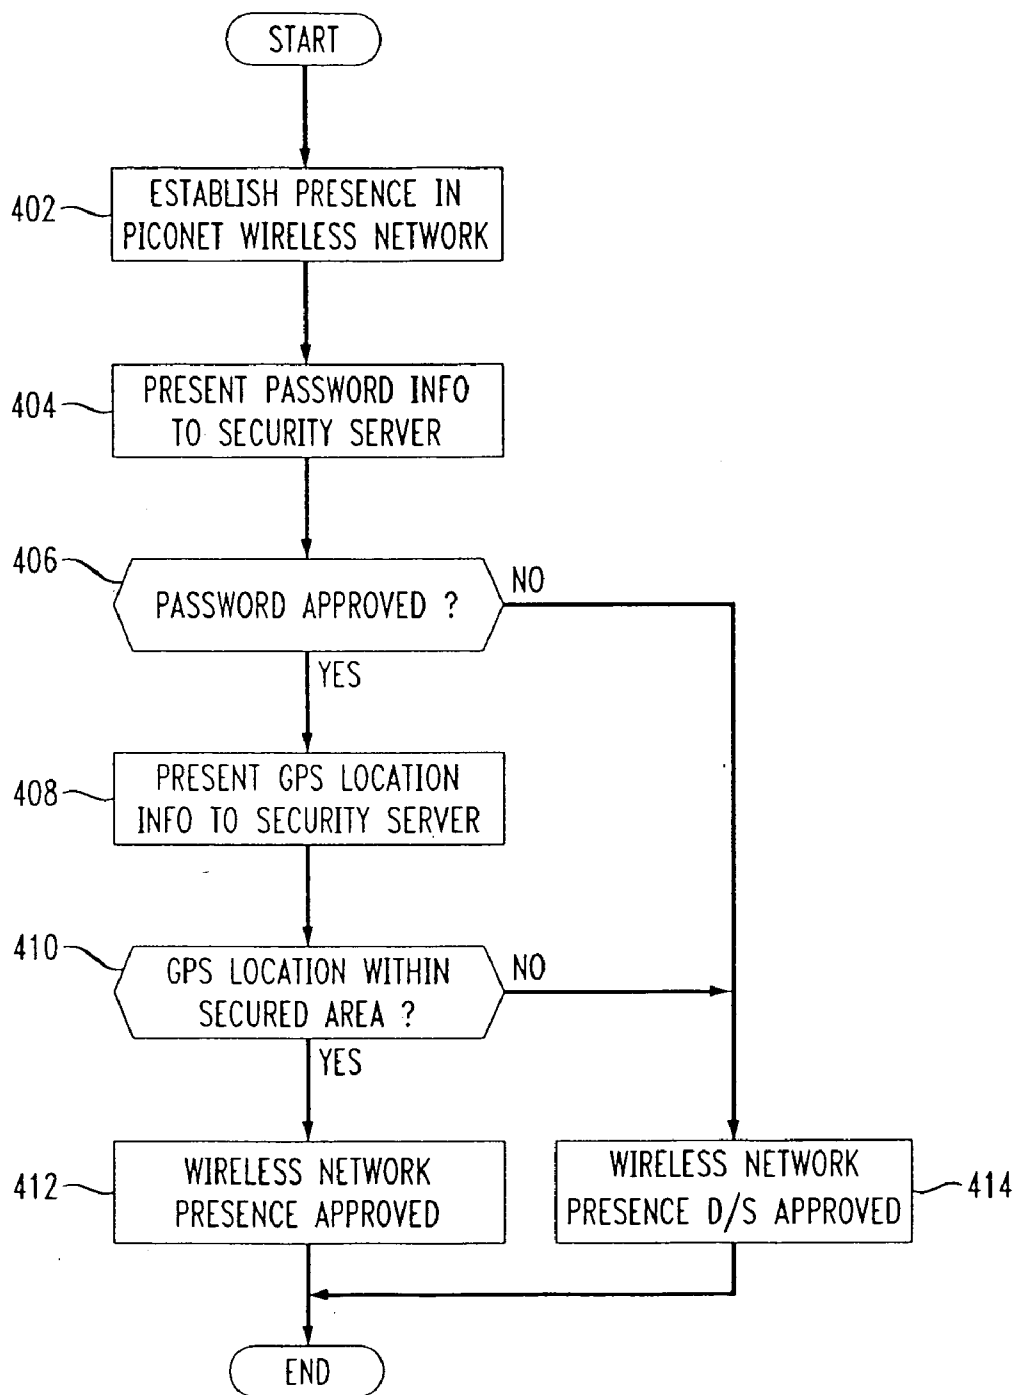 START
402
ESTABLISH PRESENCE IN
PICONET WIRELESS NETWORK
404
PRESENT PASSWORD INFO
TO SECURITY SERVER
406
PASSWORD APPROVED ?
NO
YES
408
PRESENT GPS LOCATION
INFO TO SECURITY SERVER
410
GPS LOCATION WITHIN
SECURED AREA ?
NO
YES
412
WIRELESS NETWORK
PRESENCE APPROVED
WIRELESS NETWORK
PRESENCE D/S APPROVED
414
END